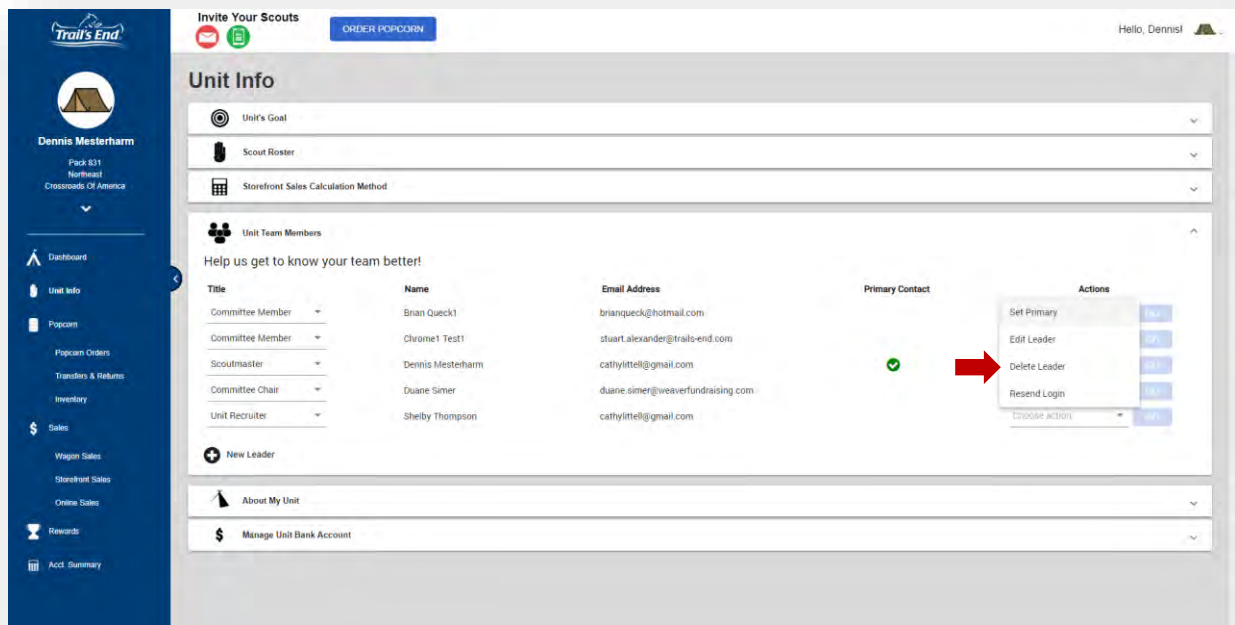 Trail's End
Invite Your Scouts
ORDER POPCORN
Hello, Dennis!
Dennis Mesterharm
Pack 831
Northeast
Crossroads Of America
Dashboard
Unit Info
Popcorn
Popcorn Orders
Transfers & Returns
Inventory
Sales
Wagon Sales
Storefront Sales
Online Sales
Rewards
Acct. Summary
Unit Info
Unit's Goal
Scout Roster
Storefront Sales Calculation Method
Unit Team Members
Help us get to know your team better!
Title Name Email Address Primary Contact Actions
Committee Member Brian Queck1 brianqueck@hotmail.com Set Primary
Committee Member Chrome1 Test1 stuart.alexander@trails-end.com Edit Leader
Scoutmaster Dennis Mesterharm cathylittell@gmail.com Delete Leader
Committee Chair Duane Simer duane.simer@weaverfundraising.com Resend Login
Unit Recruiter Shelby Thompson cathylittell@gmail.com Choose action
New Leader
About My Unit
Manage Unit Bank Account